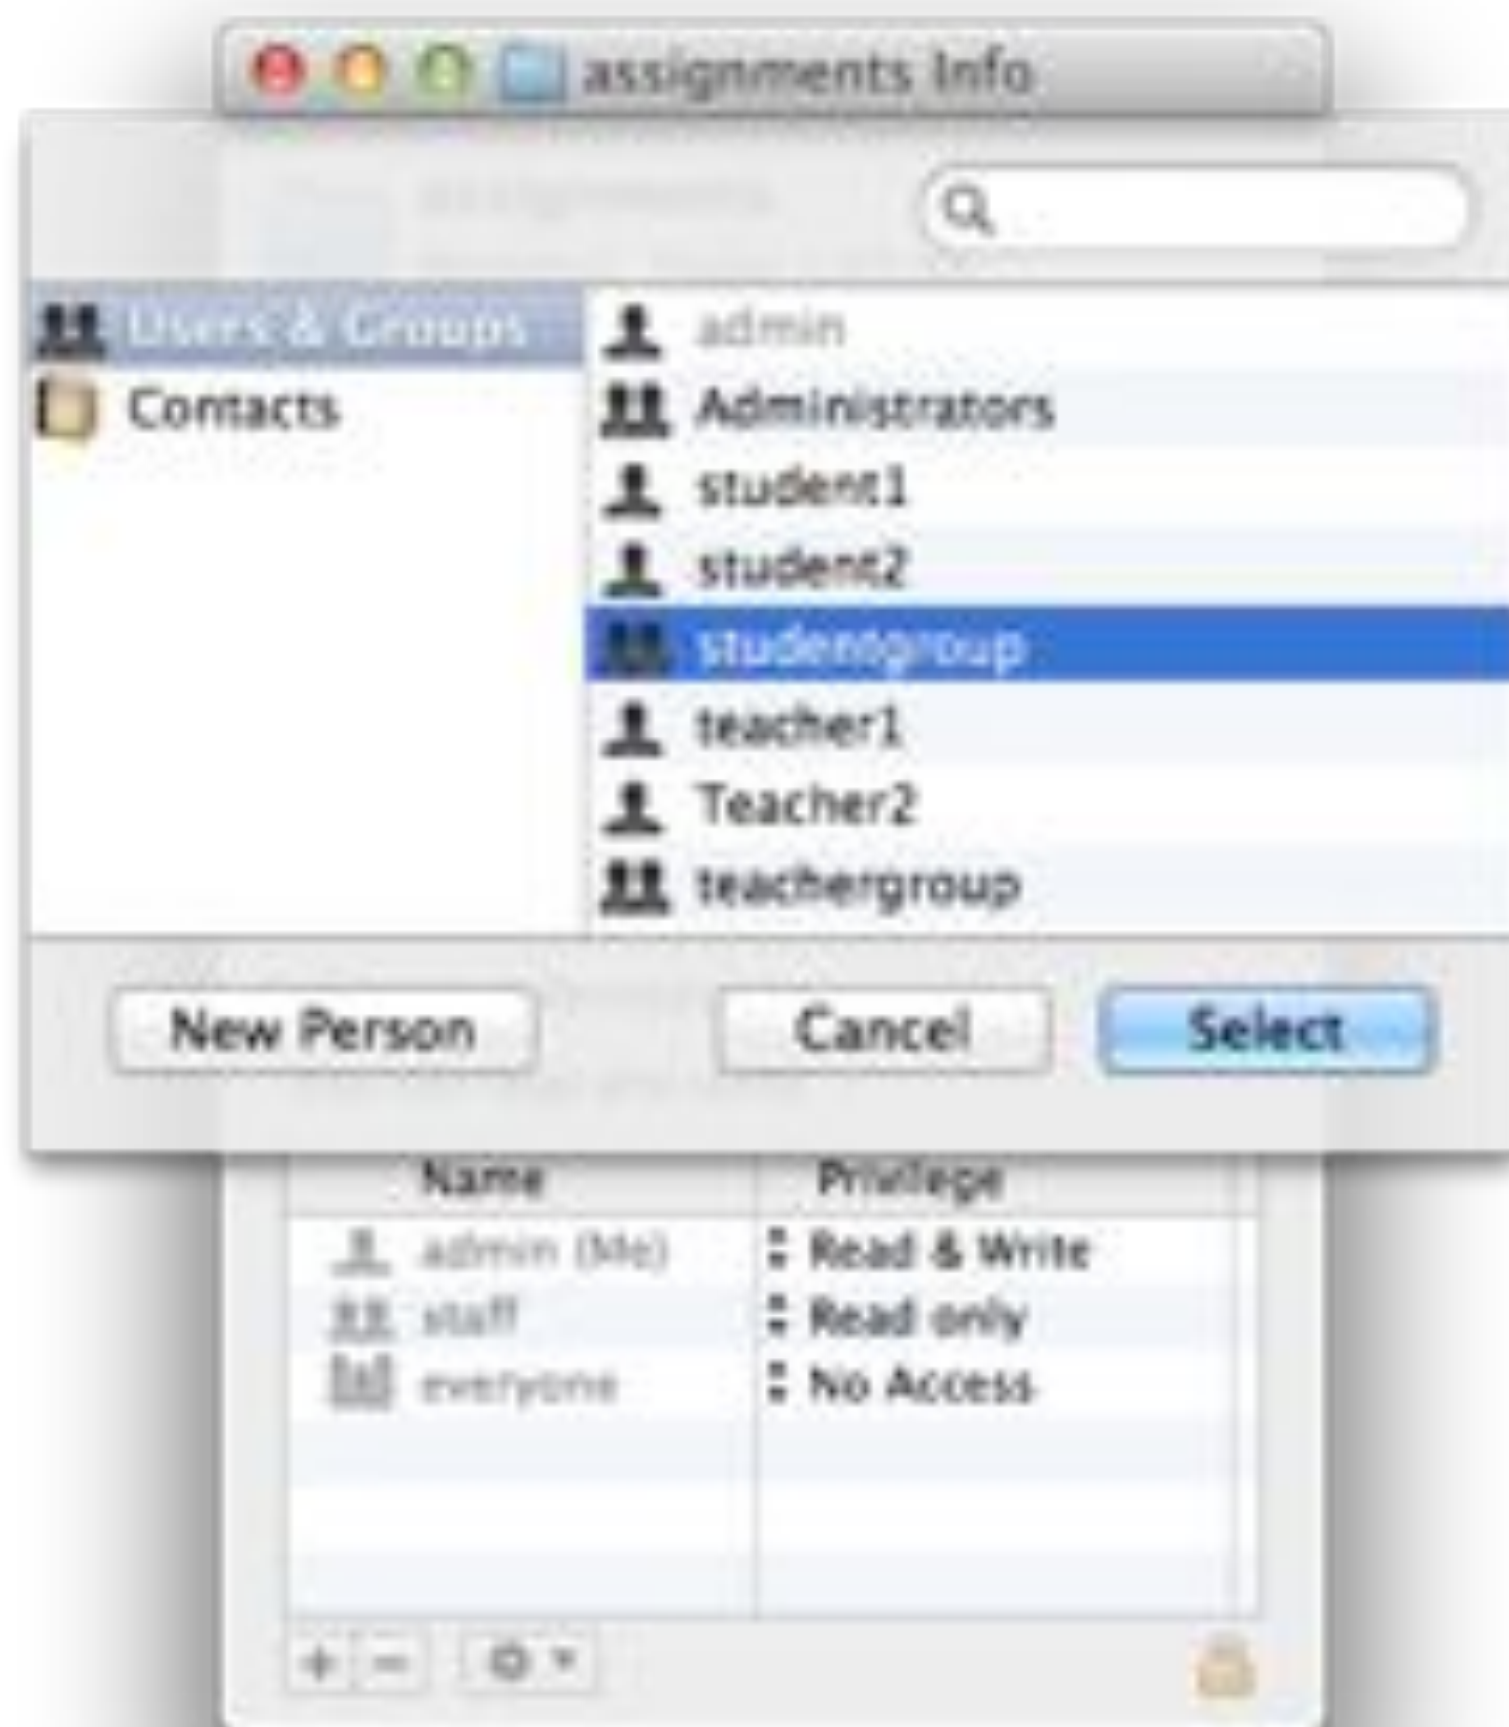 assignments Info
Users & Groups
Contacts
admin
Administrators
student1
student2
studentgroup
teacher1
Teacher2
teachergroup
New Person
Cancel
Select
Name Privilege
admin (Me) Read & Write
staff Read only
everyone No Access